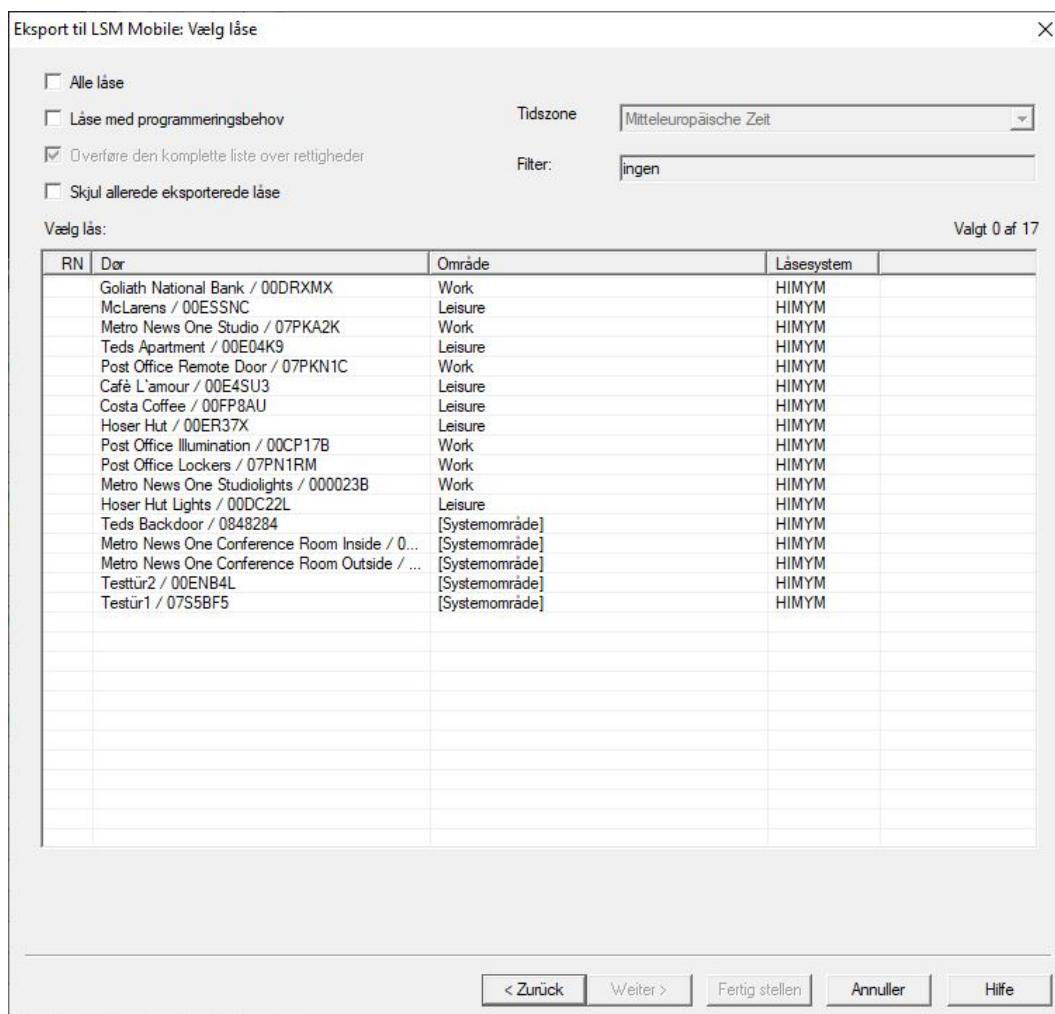 Eksport til LSM Mobile: Vælg låse
Alle låse
Låse med programmeringsbehov
Tidszone
Mitteleuropäische Zeit
Overføre den komplette liste over rettigheder
Filter:
ingen
Skjul allerede eksporterede låse
Vælg lås:
Valgt 0 af 17
RN Dør Område Låsesystem
Goliath National Bank / 00DRXMX Work HIMYM
McLarens / 00ESSNC Leisure HIMYM
Metro News One Studio / 07PKA2K Work HIMYM
Teds Apartment / 00E04K9 Leisure HIMYM
Post Office Remote Door / 07PKN1C Work HIMYM
Cafè L`amour / 00E4SU3 Leisure HIMYM
Costa Coffee / 00FP8AU Leisure HIMYM
Hoser Hut / 00ER37X Leisure HIMYM
Post Office Illumination / 00CP17B Work HIMYM
Post Office Lockers / 07PN1RM Work HIMYM
Metro News One Studiolights / 000023B Work HIMYM
Hoser Hut Lights / 00DC22L Leisure HIMYM
Teds Backdoor / 0848284 [Systemområde] HIMYM
Metro News One Conference Room Inside / 0... [Systemområde] HIMYM
Metro News One Conference Room Outside / ... [Systemområde] HIMYM
Testtür2 / 00ENB4L [Systemområde] HIMYM
Testür1 / 07S5BF5 [Systemområde] HIMYM
< Zurück Weiter > Fertig stellen Annuller Hilfe